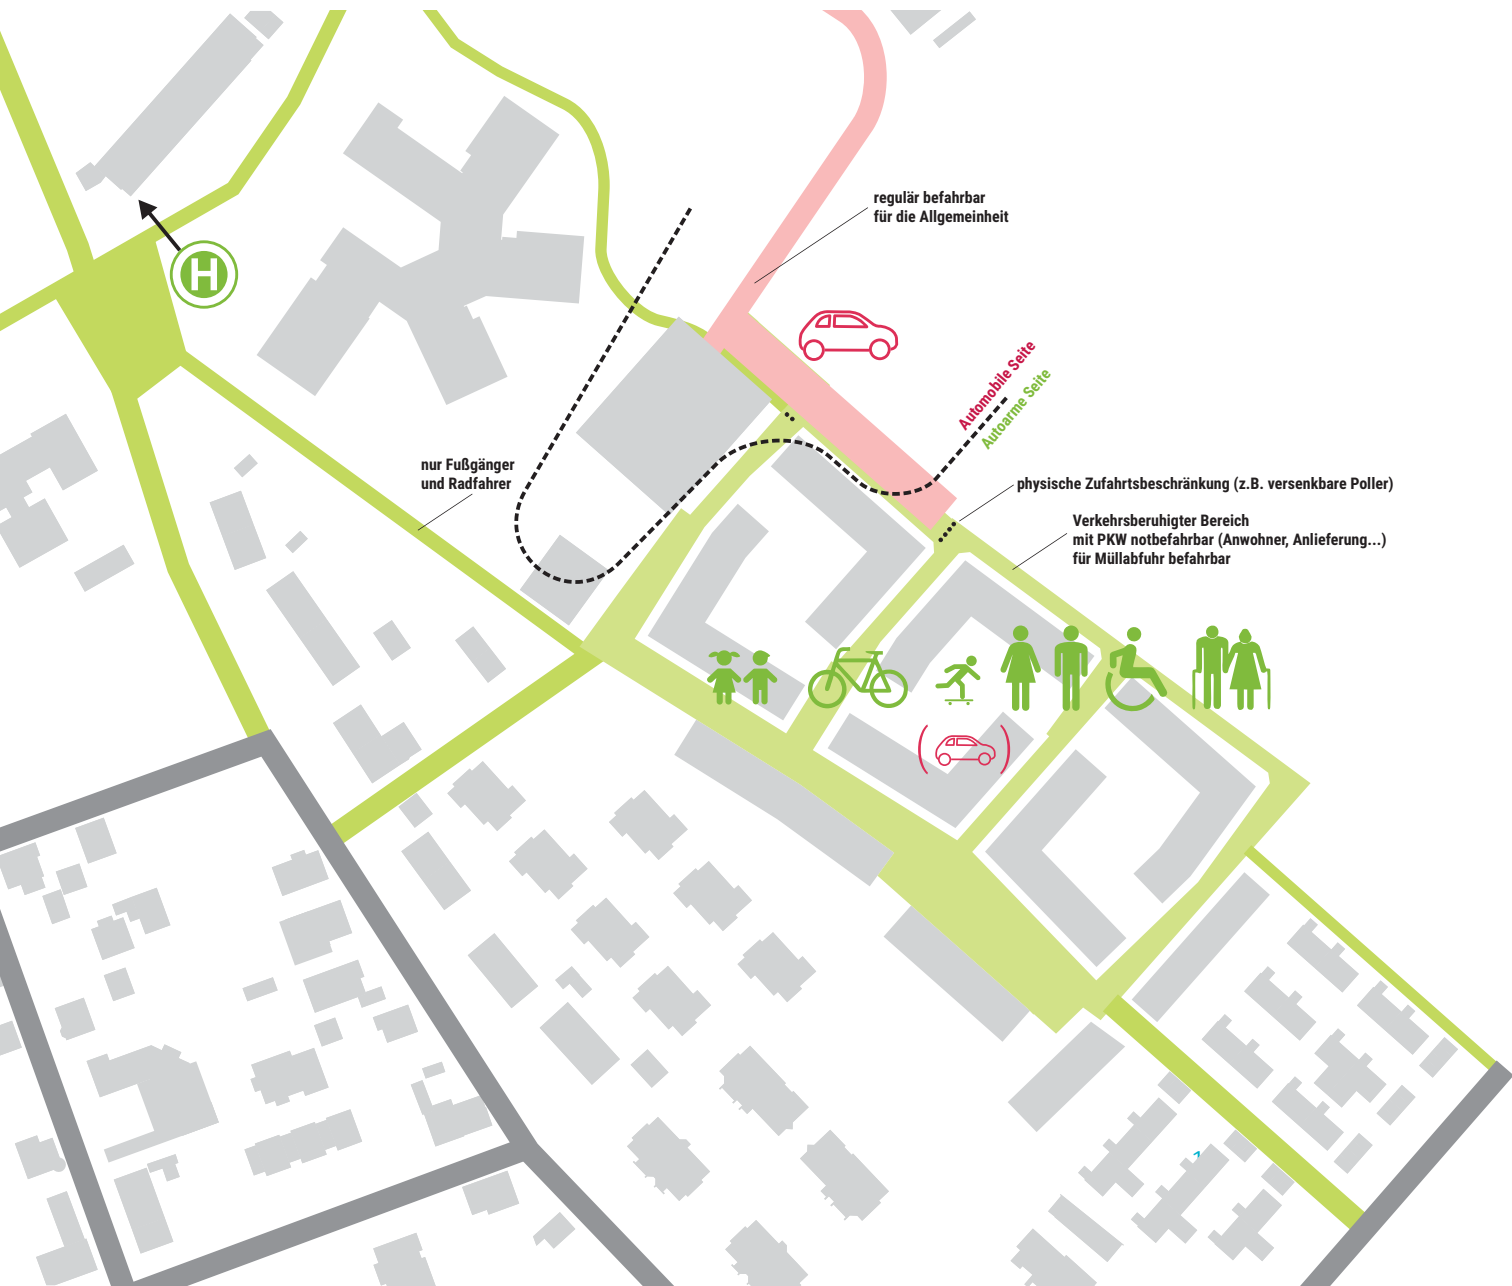 regulär befahrbar
für die Allgemeinheit
H
Automobile Seite
Autoarme Seite
nur Fußgänger
und Radfahrer
physische Zufahrtsbeschränkung (z.B. versenkbare Poller)
Verkehrsberuhigter Bereich
mit PKW notbefahrbar (Anwohner, Anlieferung...)
für Müllabfuhr befahrbar